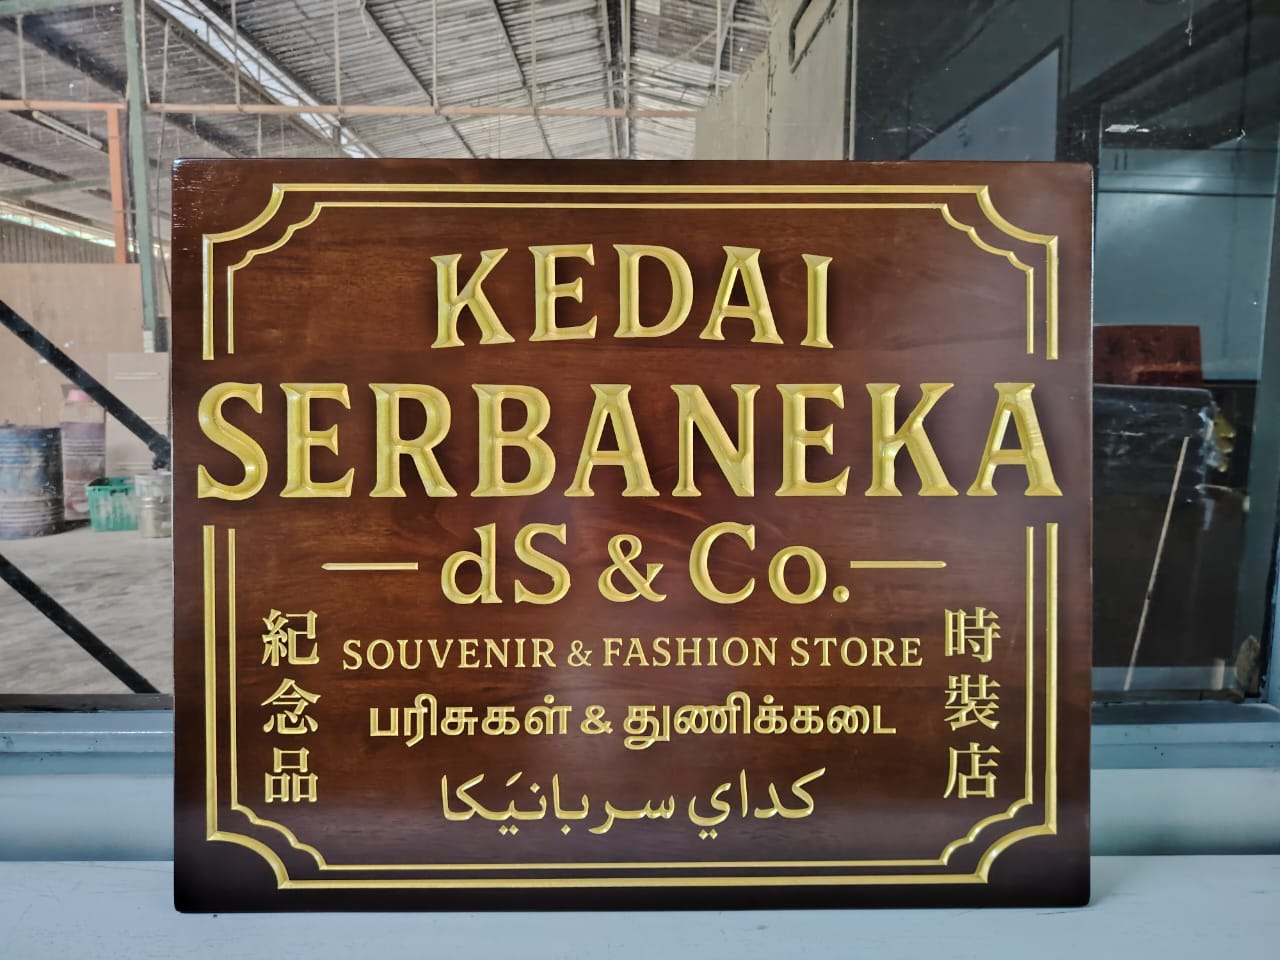 KEDAI
SERBANEKA
dS & Co.
SOUVENIR & FASHION STORE
பரிசுகள் & துணிக்கடை
كداي سربانيَكا
紀念品
時裝店